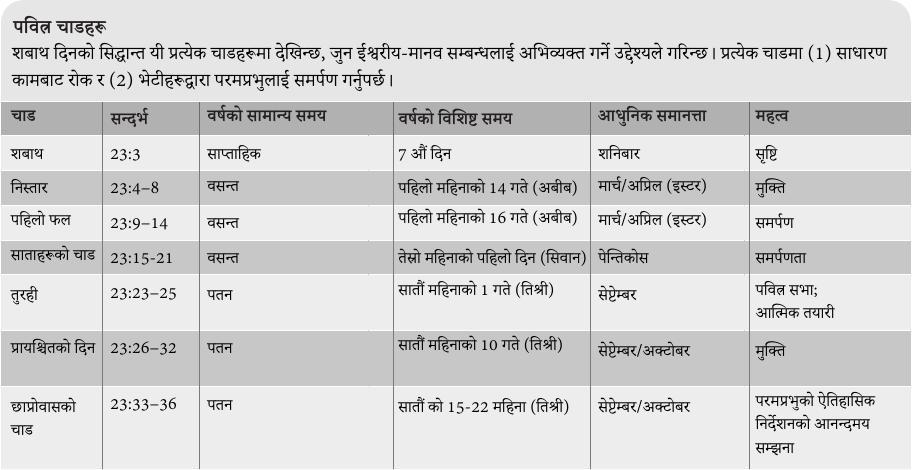 पवित्र चाडहरू
शबाथ दिनको सिद्धान्त यी प्रत्येक चाडहरूमा देखिन्छ, जुन ईश्वरीय-मानव सम्बन्धलाई अभिव्यक्त गर्ने उद्देश्यले गरिन्छ। प्रत्येक चाडमा (1) साधारण
कामबाट रोक र (2) भेटीहरूद्वारा परमप्रभुलाई समर्पण गर्नुपर्छ।
चाड सन्दर्भ वर्षको सामान्य समय वर्षको विशिष्ट समय आधुनिक समानत्ता महत्व
शबाथ 23:3 साप्ताहिक 7 औं दिन शनिबार सृष्टि
निस्तार 23:4–8 वसन्त पहिलो महिनाको 14 गते (अबीब) मार्च/अप्रिल (इस्टर) मुक्ति
पहिलो फल 23:9–14 वसन्त पहिलो महिनाको 16 गते (अबीब) मार्च/अप्रिल (इस्टर) समर्पण
साताहरूको चाड 23:15-21 वसन्त तेस्रो महिनाको पहिलो दिन (सिवान) पेन्तिकोस समर्पणता
तुरही 23:23–25 पतन सातौं महिनाको 1 गते (तिश्री) सेप्टेम्बर पवित्र सभा;
आत्मिक तयारी
प्रायश्चितको दिन 23:26–32 पतन सातौं महिनाको 10 गते (तिश्री) सेप्टेम्बर/अक्टोबर मुक्ति
छाप्रोवासको 23:33–36 पतन सातौं को 15-22 महिना (तिश्री) सेप्टेम्बर/अक्टोबर परमप्रभुको ऐतिहासिक
चाड निर्देशनको आनन्दमय
सम्झना